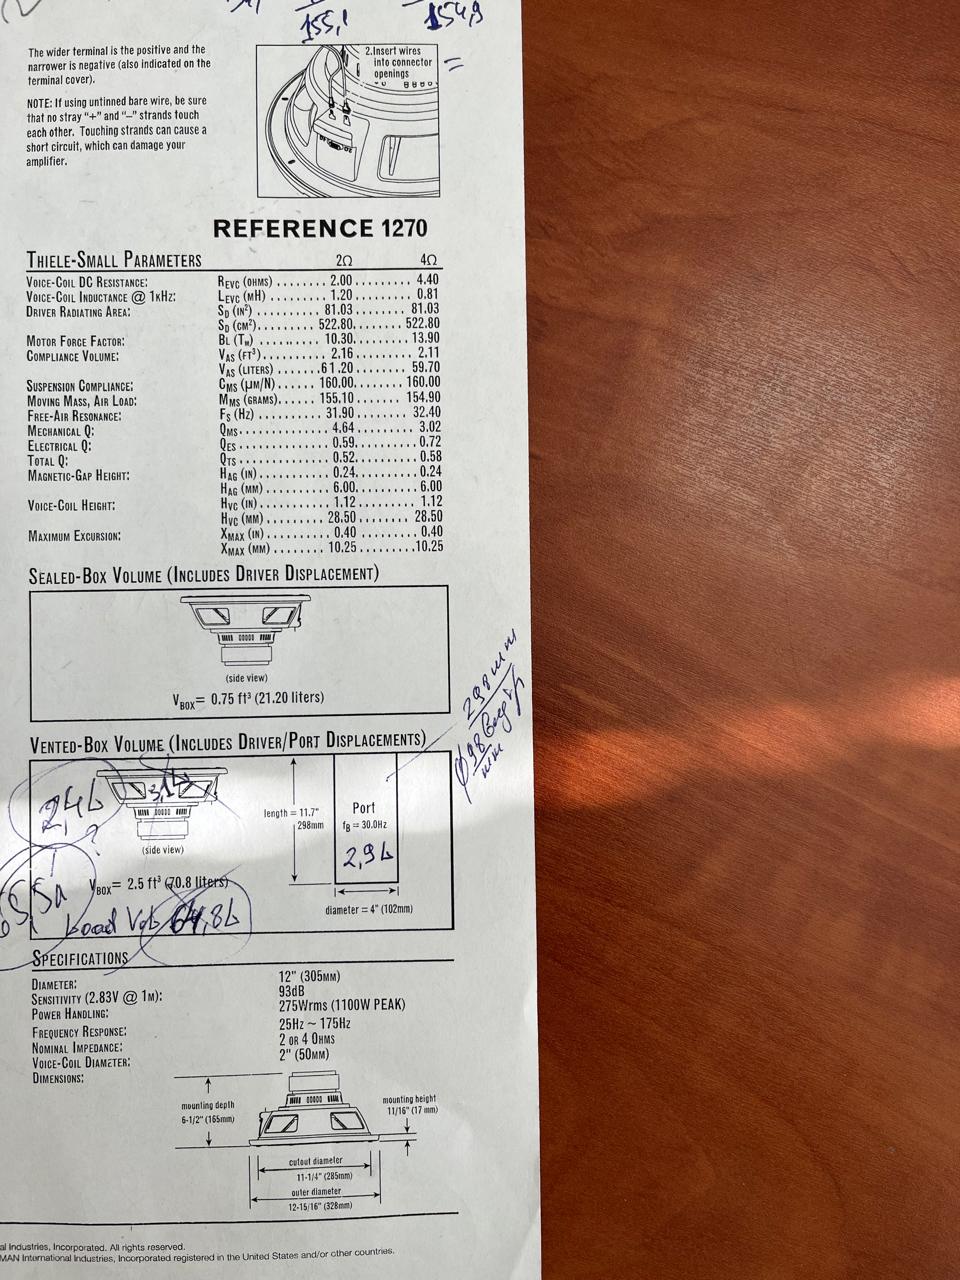 155,1
154,9
=
The wider terminal is the positive and the
narrower is negative (also indicated on the
terminal cover).
NOTE: If using untinned bare wire, be sure
that no stray "+" and "–" strands touch
each other. Touching strands can cause a
short circuit, which can damage your
amplifier.
2.Insert wires
into connector
openings
REFERENCE 1270
THIELE-SMALL PARAMETERS 2Ω 4Ω
VOICE-COIL DC RESISTANCE: REVC (OHMS) ........ 2.00 ......... 4.40
VOICE-COIL INDUCTANCE @ 1KHZ: LEVC (MH) ......... 1.20 ......... 0.81
DRIVER RADIATING AREA: SD (IN²) ........... 81.03 ........ 81.03
SD (CM²) .......... 522.80 ........ 522.80
MOTOR FORCE FACTOR: BL (TM) ........... 10.30 ........ 13.90
COMPLIANCE VOLUME: VAS (FT³) .......... 2.16 ......... 2.11
VAS (LITERS) ....... 61.20 ........ 59.70
SUSPENSION COMPLIANCE: CMS (µM/N) ...... 160.00 ........ 160.00
MOVING MASS, AIR LOAD: MMS (GRAMS) ..... 155.10 ....... 154.90
FREE-AIR RESONANCE: FS (HZ) ........... 31.90 ........ 32.40
MECHANICAL Q: QMS ............... 4.64 ......... 3.02
ELECTRICAL Q: QES ............... 0.59 ......... 0.72
TOTAL Q: QTS ............... 0.52 ......... 0.58
MAGNETIC-GAP HEIGHT: HAG (IN) ........... 0.24 ......... 0.24
HAG (MM) .......... 6.00 ......... 6.00
VOICE-COIL HEIGHT: HVC (IN) ........... 1.12 ......... 1.12
HVC (MM) ......... 28.50 ........ 28.50
MAXIMUM EXCURSION: XMAX (IN) .......... 0.40 ......... 0.40
XMAX (MM) ........ 10.25 ......... 10.25
SEALED-BOX VOLUME (INCLUDES DRIVER DISPLACEMENT)
(side view)
VBOX= 0.75 ft³ (21.20 liters)
298mm
VENTED-BOX VOLUME (INCLUDES DRIVER/PORT DISPLACEMENTS)
2,4L
3,1L
?
(side view)
length = 11.7"
298mm
Port
fB = 30.0Hz
2,9L
diameter = 4" (102mm)
VBOX= 2.5 ft³ (70.8 liters)
64,8L
SPECIFICATIONS
DIAMETER: 12" (305MM)
SENSITIVITY (2.83V @ 1M): 93dB
POWER HANDLING: 275Wrms (1100W PEAK)
FREQUENCY RESPONSE: 25Hz ~ 175Hz
NOMINAL IMPEDANCE: 2 OR 4 OHMS
VOICE-COIL DIAMETER: 2" (50MM)
DIMENSIONS:
mounting depth
6-1/2" (165mm)
mounting height
11/16" (17 mm)
cutout diameter
11-1/4" (285mm)
outer diameter
12-15/16" (328mm)
al Industries, Incorporated. All rights reserved.
MAN International Industries, Incorporated registered in the United States and/or other countries.